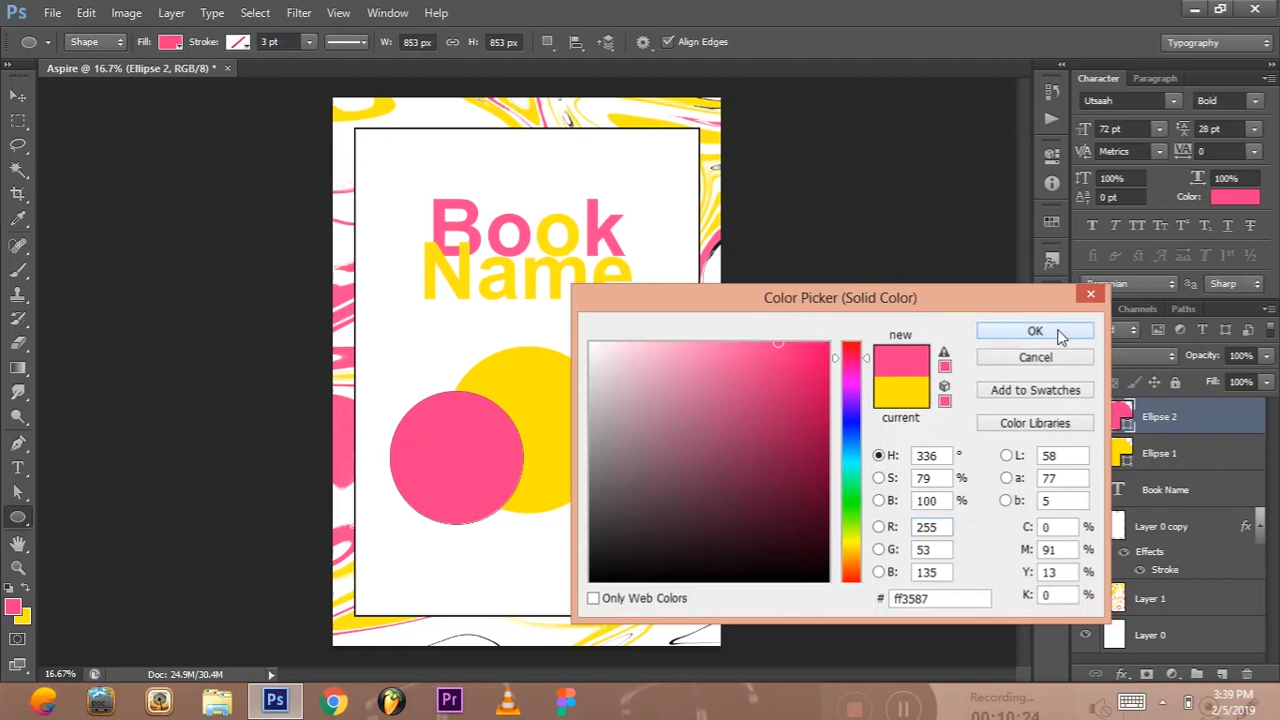 Ps File Edit Image Layer Type Select Filter View Window Help
Shape Fill: Stroke: 3 pt W: 853 px H: 853 px Align Edges Typography
Aspire @ 16.7% (Ellipse 2, RGB/8) * ×
Character Paragraph
Utsaah Bold
72 pt 28 pt
Metrics 0
100% 100%
0 pt Color:
Book
Name
Sharp
Channels Paths
Opacity: 100%
Fill: 100%
Ellipse 2
Ellipse 1
T Book Name
Layer 0 copy fx
Effects
Stroke
Layer 1
Layer 0
Color Picker (Solid Color)
new
current
OK
Cancel
Add to Swatches
Color Libraries
H: 336 °
S: 79 %
B: 100 %
R: 255
G: 53
B: 135
L: 58
a: 77
b: 5
C: 0 %
M: 91 %
Y: 13 %
K: 0 %
# ff3587
Only Web Colors
16.67% Doc: 24.9M/30.4M
DOC Ps Pr
Recording...
00:10:24
3:39 PM
2/5/2019